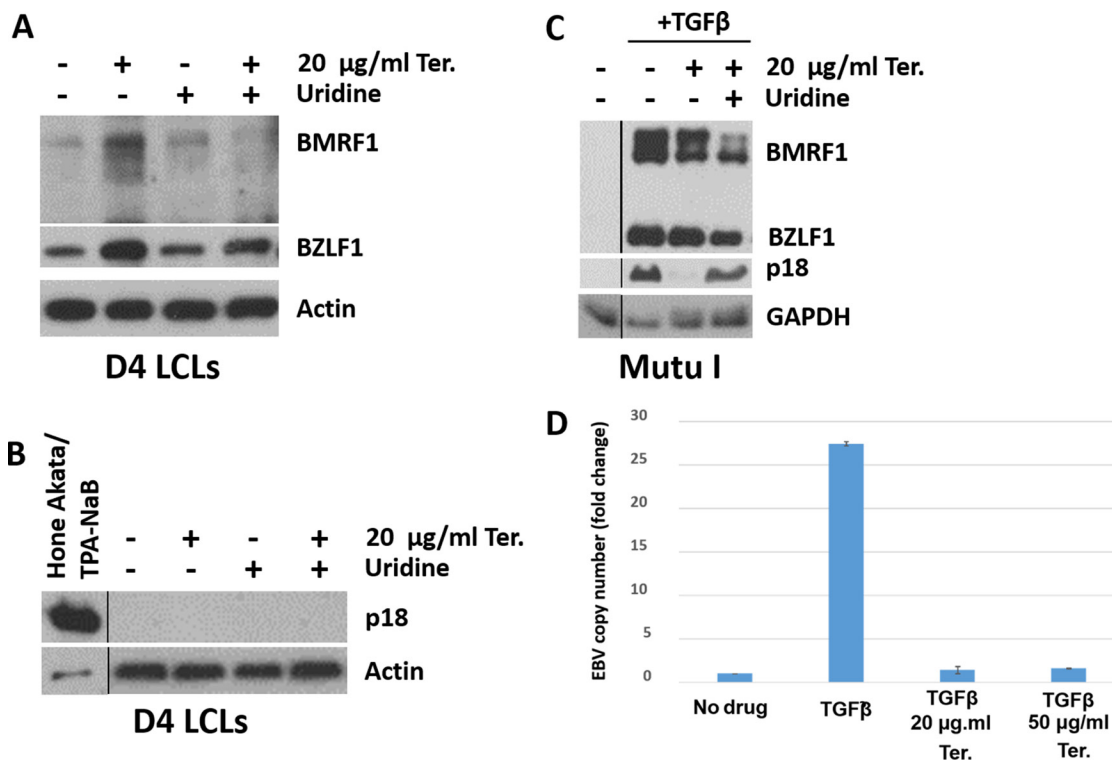 A
- + - + 20 µg/ml Ter.
- - + + Uridine
BMRF1
BZLF1
Actin
D4 LCLs
B
Hone Akata/
TPA-NaB
- + - + 20 µg/ml Ter.
- - + + Uridine
p18
Actin
D4 LCLs
C
+TGFβ
- - + + 20 µg/ml Ter.
- - - + Uridine
BMRF1
BZLF1
p18
GAPDH
Mutu I
D
EBV copy number (fold change)
30
25
20
15
10
5
0
No drug
TGFβ
TGFβ
20 µg.ml
Ter.
TGFβ
50 µg/ml
Ter.